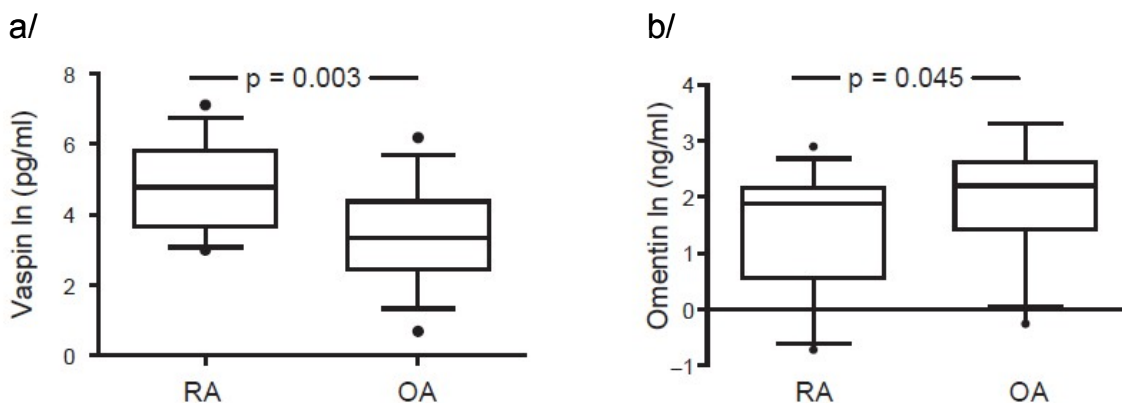 a/
p = 0.003
8
6
4
2
0
Vaspin ln (pg/ml)
RA OA
b/
p = 0.045
4
3
2
1
0
–1
Omentin ln (ng/ml)
RA OA